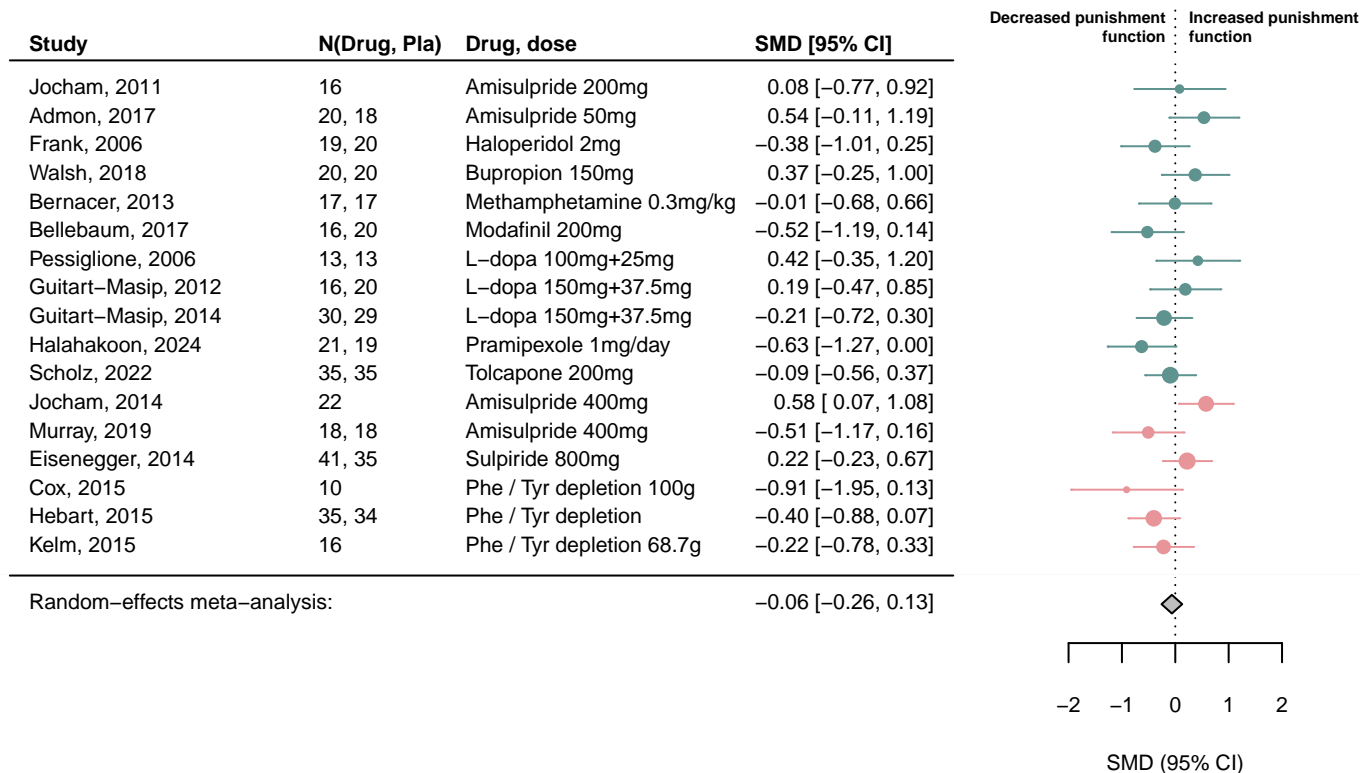 Decreased punishment function Increased punishment function
Study N(Drug, Pla) Drug, dose SMD [95% CI]
Jocham, 2011 16 Amisulpride 200mg 0.08 [−0.77, 0.92]
Admon, 2017 20, 18 Amisulpride 50mg 0.54 [−0.11, 1.19]
Frank, 2006 19, 20 Haloperidol 2mg −0.38 [−1.01, 0.25]
Walsh, 2018 20, 20 Bupropion 150mg 0.37 [−0.25, 1.00]
Bernacer, 2013 17, 17 Methamphetamine 0.3mg/kg −0.01 [−0.68, 0.66]
Bellebaum, 2017 16, 20 Modafinil 200mg −0.52 [−1.19, 0.14]
Pessiglione, 2006 13, 13 L−dopa 100mg+25mg 0.42 [−0.35, 1.20]
Guitart−Masip, 2012 16, 20 L−dopa 150mg+37.5mg 0.19 [−0.47, 0.85]
Guitart−Masip, 2014 30, 29 L−dopa 150mg+37.5mg −0.21 [−0.72, 0.30]
Halahakoon, 2024 21, 19 Pramipexole 1mg/day −0.63 [−1.27, 0.00]
Scholz, 2022 35, 35 Tolcapone 200mg −0.09 [−0.56, 0.37]
Jocham, 2014 22 Amisulpride 400mg 0.58 [ 0.07, 1.08]
Murray, 2019 18, 18 Amisulpride 400mg −0.51 [−1.17, 0.16]
Eisenegger, 2014 41, 35 Sulpiride 800mg 0.22 [−0.23, 0.67]
Cox, 2015 10 Phe / Tyr depletion 100g −0.91 [−1.95, 0.13]
Hebart, 2015 35, 34 Phe / Tyr depletion −0.40 [−0.88, 0.07]
Kelm, 2015 16 Phe / Tyr depletion 68.7g −0.22 [−0.78, 0.33]
Random−effects meta−analysis: −0.06 [−0.26, 0.13]
−2 −1 0 1 2
SMD (95% CI)